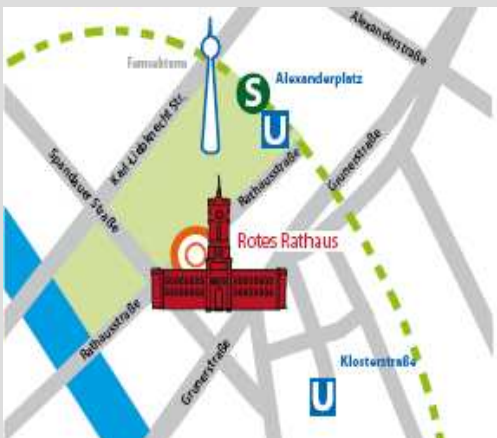 Alexanderstraße
Fernsehturm
Alexanderplatz
S
U
Karl-Liebknecht Str.
Spandauer Straße
Rathausstraße
Grunerstraße
Rotes Rathaus
Rathausstraße
Grunerstraße
Klosterstraße
U